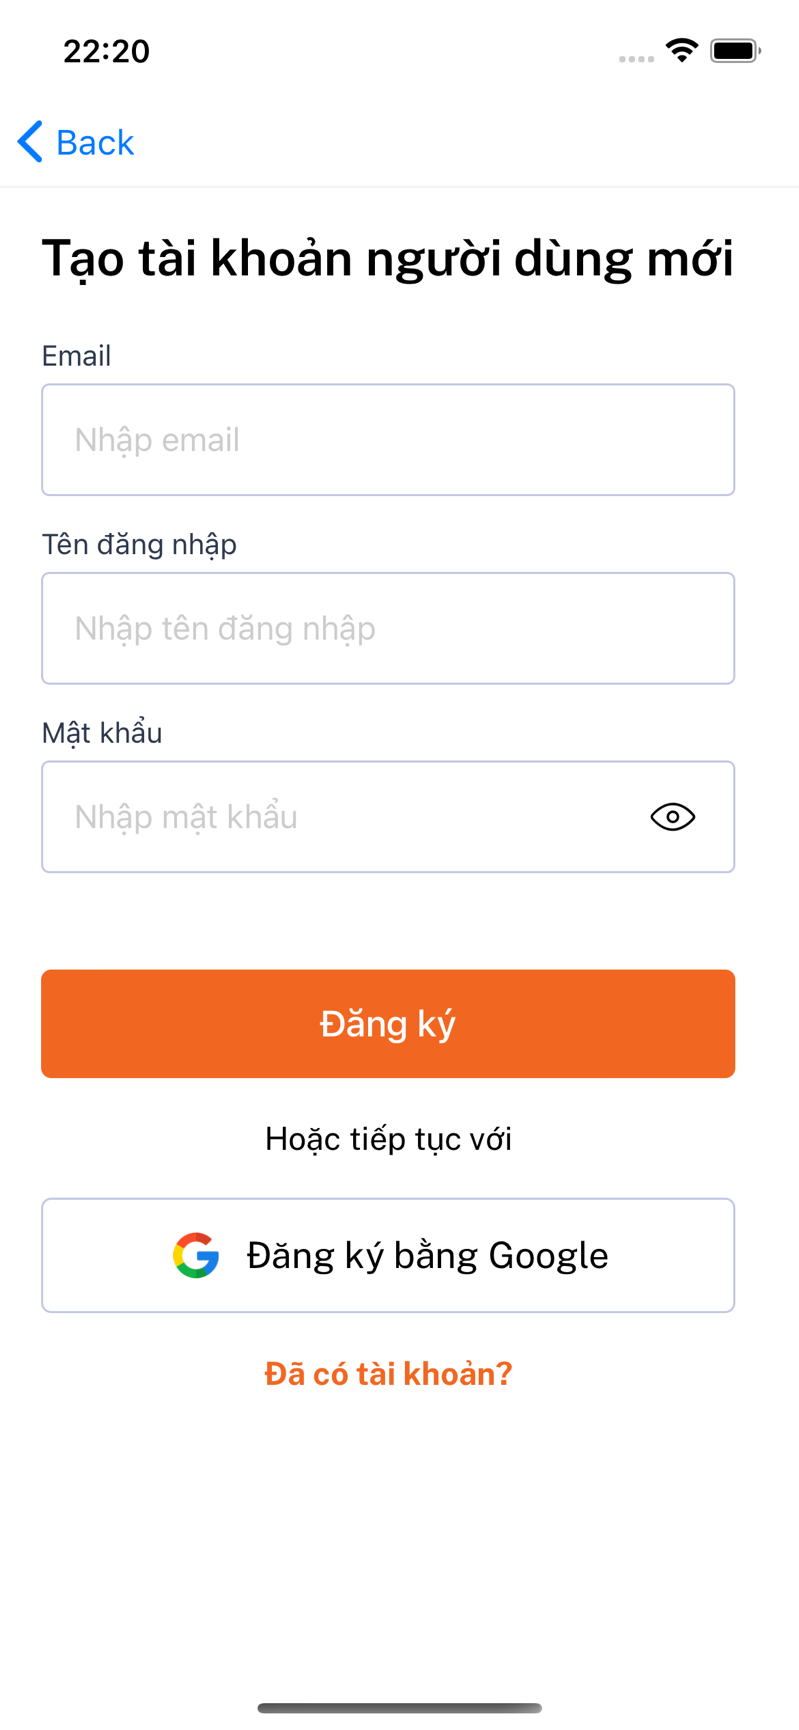 22:20
Back
Tạo tài khoản người dùng mới
Email
Nhập email
Tên đăng nhập
Nhập tên đăng nhập
Mật khẩu
Nhập mật khẩu
Đăng ký
Hoặc tiếp tục với
Đăng ký bằng Google
Đã có tài khoản?